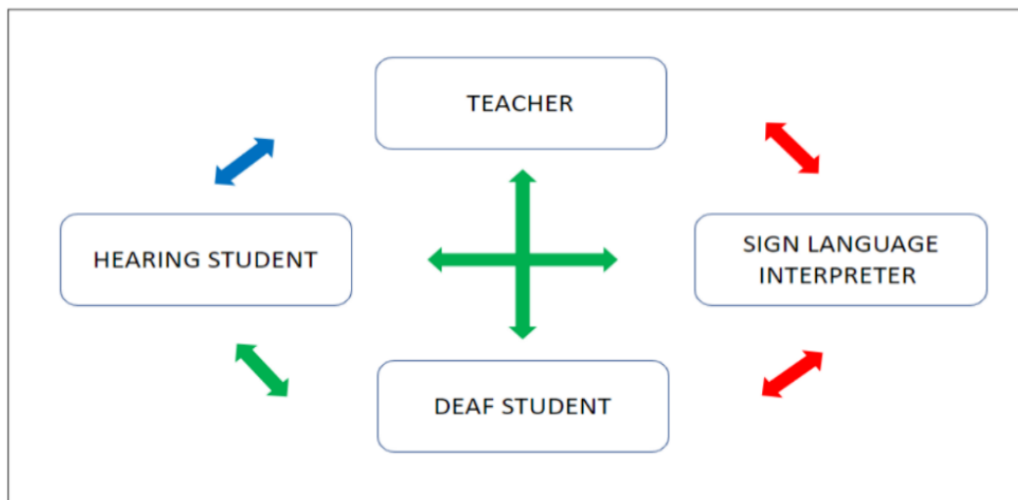 TEACHER
HEARING STUDENT
SIGN LANGUAGE
INTERPRETER
DEAF STUDENT